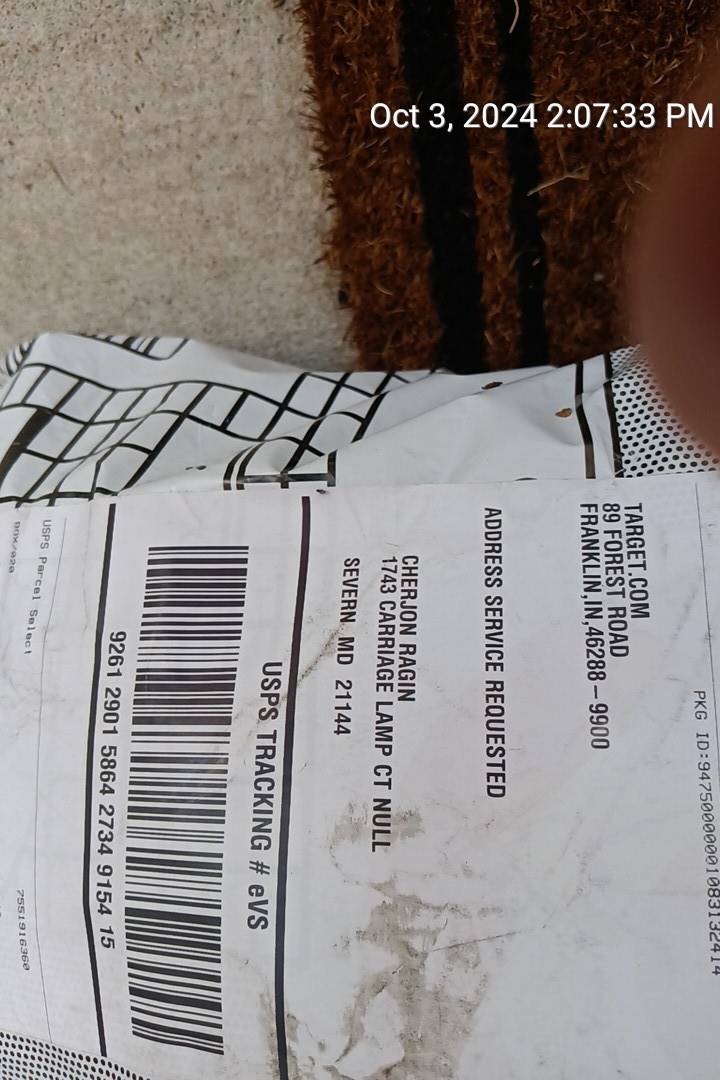 Oct 3, 2024 2:07:33 PM
PKG ID:94750000001083132414
TARGET.COM
89 FOREST ROAD
FRANKLIN,IN,46288-9900
ADDRESS SERVICE REQUESTED
CHERJON RAGIN
1743 CARRIAGE LAMP CT NULL
SEVERN MD 21144
USPS TRACKING # eVS
9261 2901 5864 2734 9154 15
USPS Parcel Select
7551916360